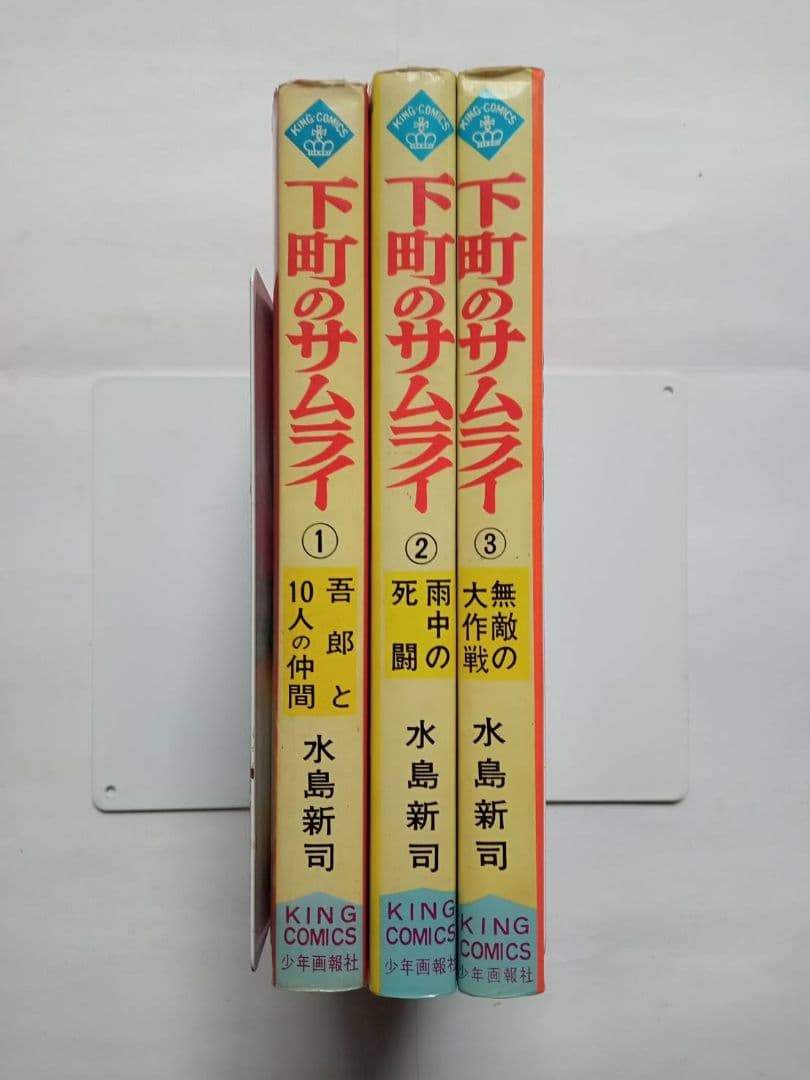 KING・COMICS
下町のサムライ
①
吾郎と
10人の仲間
水島新司
KING
COMICS
少年画報社
KING・COMICS
下町のサムライ
②
雨中の
死闘
水島新司
KING
COMICS
少年画報社
KING・COMICS
下町のサムライ
③
無敵の
大作戦
水島新司
KING
COMICS
少年画報社